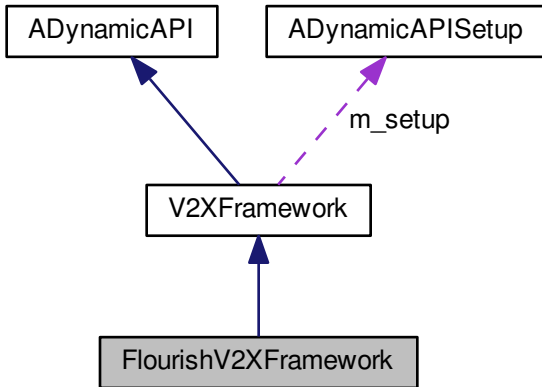 ADynamicAPI
ADynamicAPISetup
m_setup
V2XFramework
FlourishV2XFramework